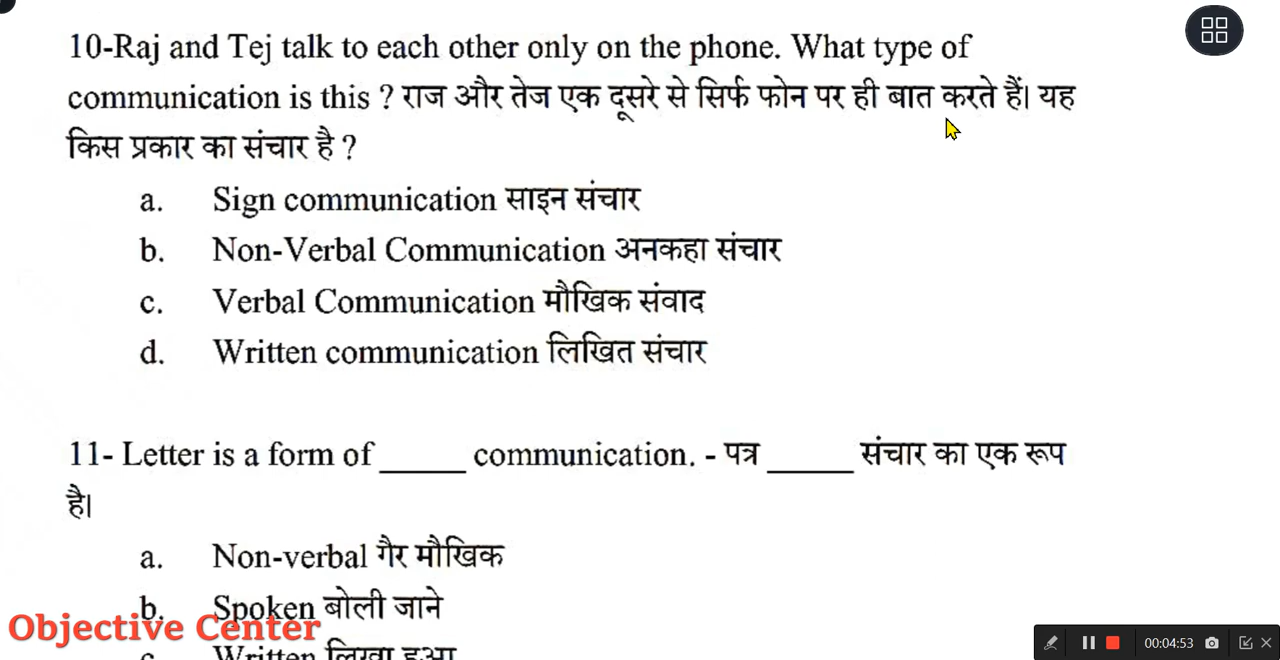 10-Raj and Tej talk to each other only on the phone. What type of
communication is this ? राज और तेज एक दूसरे से सिर्फ फोन पर ही बात करते हैं। यह
किस प्रकार का संचार है ?
a. Sign communication साइन संचार
b. Non-Verbal Communication अनकहा संचार
c. Verbal Communication मौखिक संवाद
d. Written communication लिखित संचार
11- Letter is a form of _____ communication. - पत्र _____ संचार का एक रूप
है।
a. Non-verbal गैर मौखिक
b. Spoken बोली जाने
Objective Center
c. Written लिखा हुआ
00:04:53